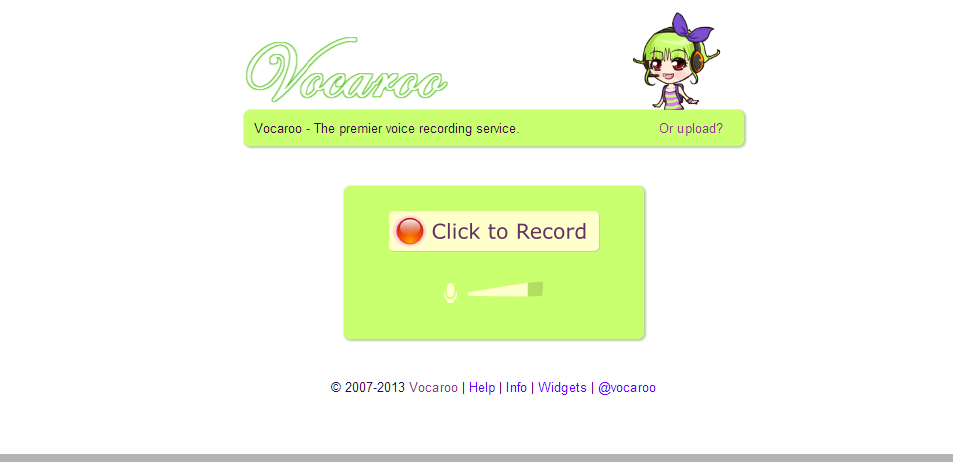 Vocaroo
Vocaroo - The premier voice recording service.
Or upload?
Click to Record
© 2007-2013 Vocaroo | Help | Info | Widgets | @vocaroo